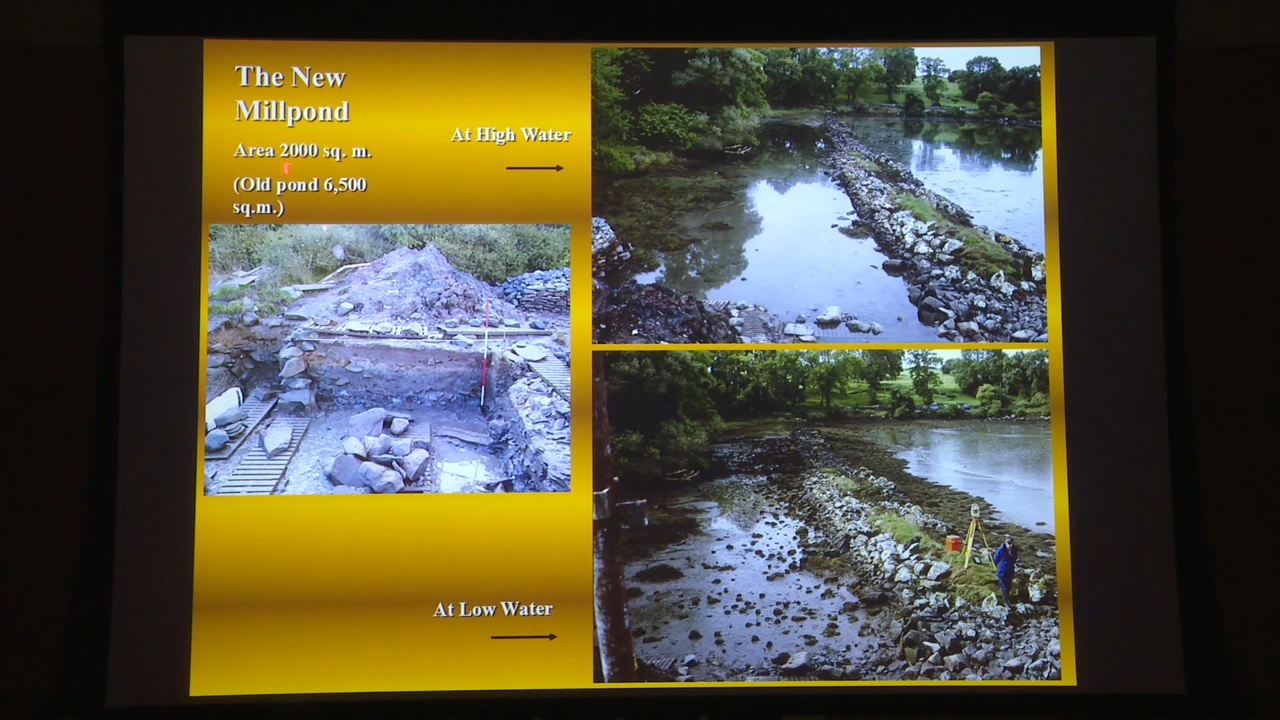 The New
Millpond
Area 2000 sq. m.
(Old pond 6,500
sq.m.)
At High Water
At Low Water